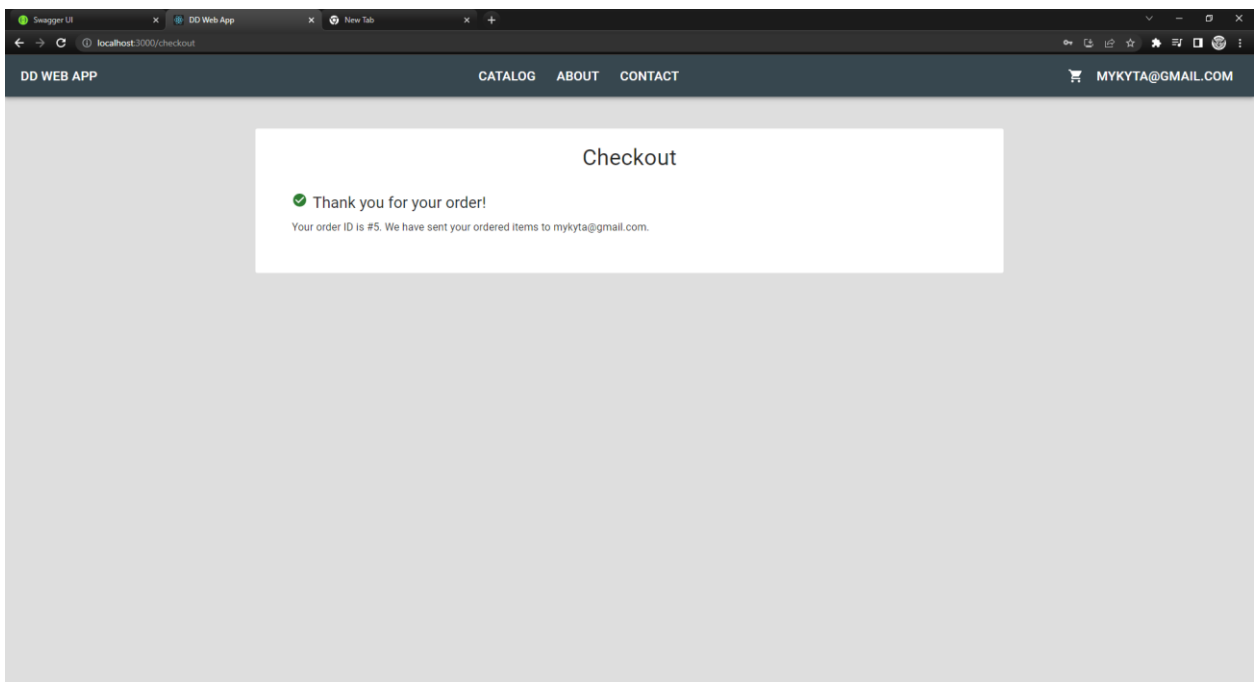 Swagger UI
DD Web App
New Tab
localhost:3000/checkout
DD WEB APP
CATALOG
ABOUT
CONTACT
MYKYTA@GMAIL.COM
Checkout
Thank you for your order!
Your order ID is #5. We have sent your ordered items to mykyta@gmail.com.